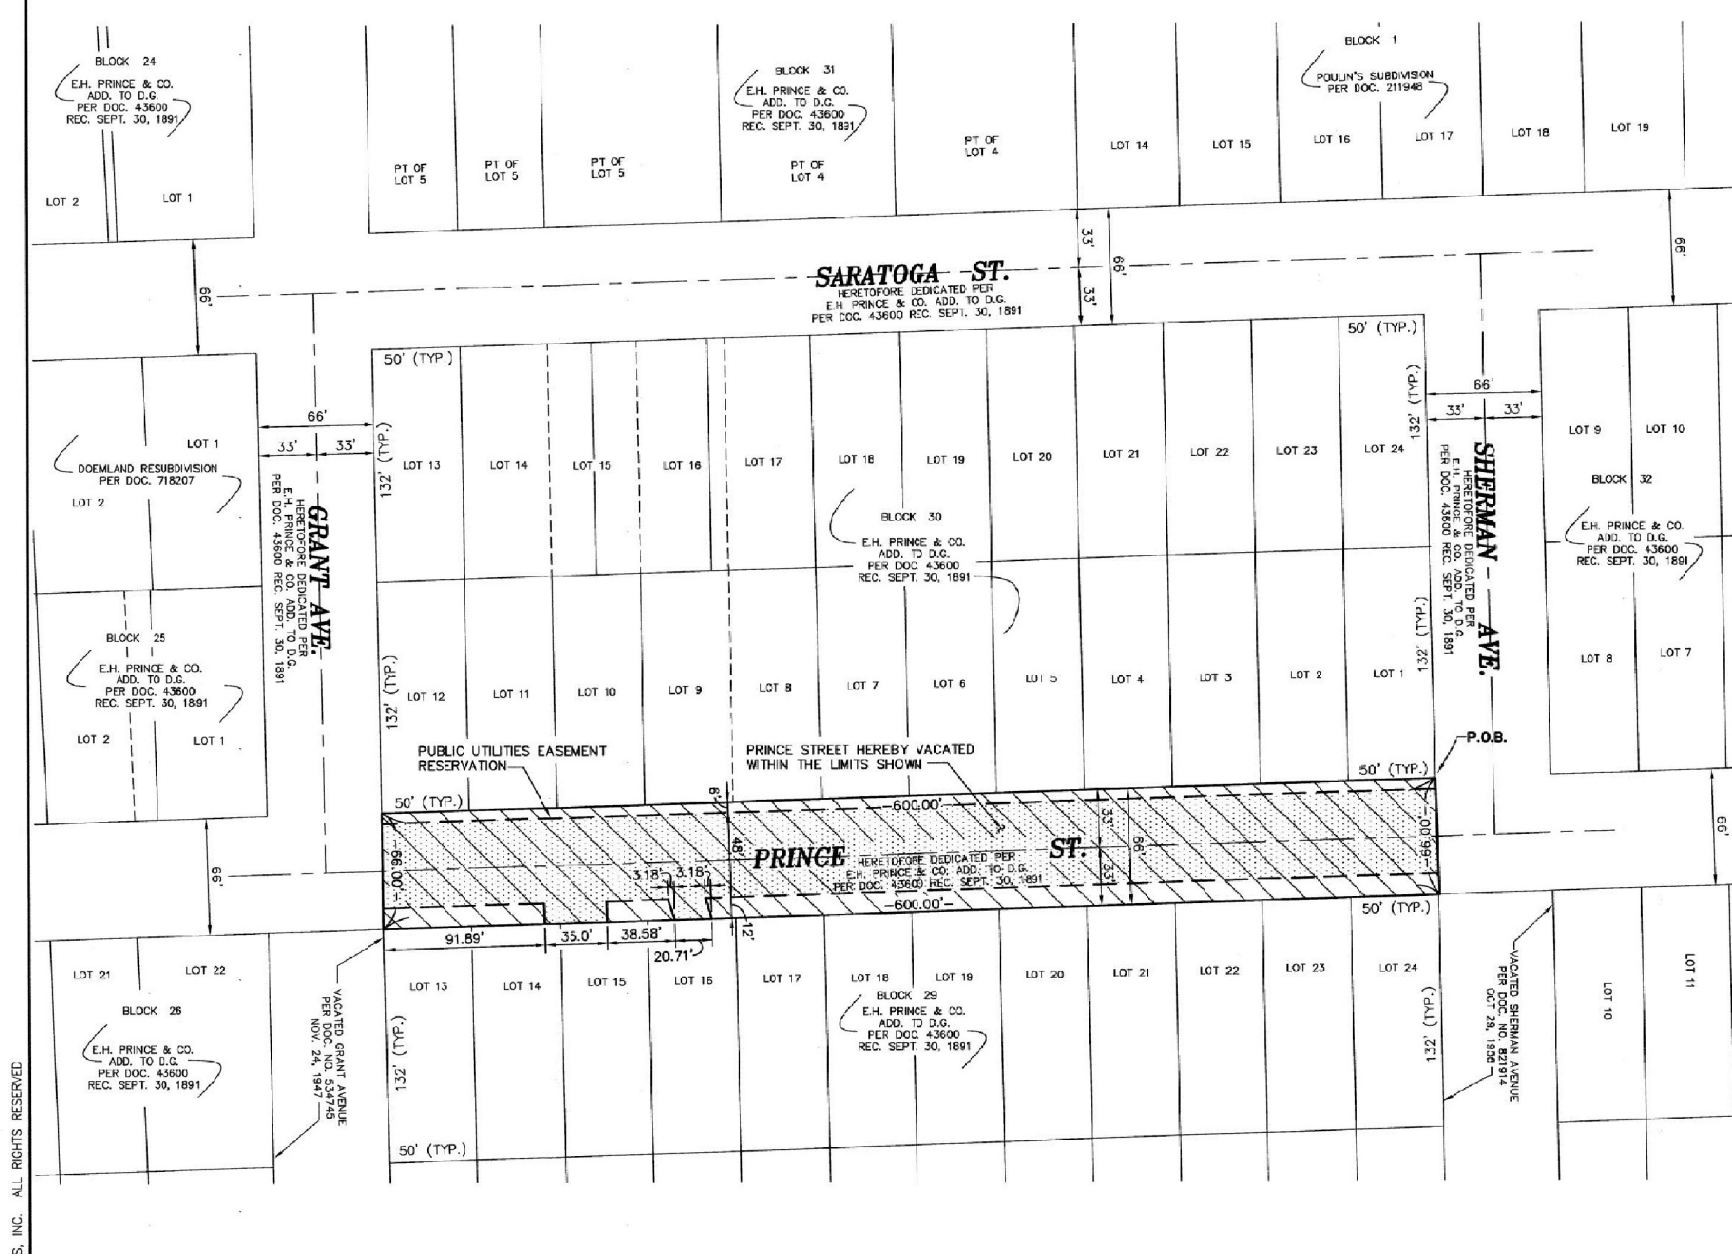 BLOCK 24
E.H. PRINCE & CO.
ADD. TO D.G.
PER DOC. 43600
REC. SEPT. 30, 1891
LOT 2
LOT 1
BLOCK 31
E.H. PRINCE & CO.
ADD. TO D.G.
PER DOC. 43600
REC. SEPT. 30, 1891
PT OF
LOT 5
PT OF
LOT 5
PT OF
LOT 5
PT OF
LOT 4
PT OF
LOT 4
BLOCK 1
POULIN'S SUBDIVISION
PER DOC. 211948
LOT 14
LOT 15
LOT 16
LOT 17
LOT 18
LOT 19
66'
33'
33'
66'
66'
SARATOGA ST.
HERETOFORE DEDICATED PER
E.H. PRINCE & CO. ADD. TO D.G.
PER DOC. 43600 REC. SEPT. 30, 1891
50' (TYP.)
50' (TYP.)
132' (TYP.)
132' (TYP.)
66'
33'
33'
66'
33'
33'
LOT 1
DOEMLAND RESUBDIVISION
PER DOC. 718207
LOT 2
GRANT AVE.
HERETOFORE DEDICATED PER
E.H. PRINCE & CO. ADD. TO D.G.
PER DOC. 43600 REC. SEPT. 30, 1891
LOT 13
LOT 14
LOT 15
LOT 16
LOT 17
LOT 18
LOT 19
LOT 20
LOT 21
LOT 22
LOT 23
LOT 24
BLOCK 30
E.H. PRINCE & CO.
ADD. TO D.G.
PER DOC 43600
REC. SEPT. 30, 1891
SHERMAN AVE.
HERETOFORE DEDICATED PER
E.H. PRINCE & CO. ADD. TO D.G.
PER DOC. 43600 REC. SEPT. 30, 1891
LOT 9
LOT 10
BLOCK 32
E.H. PRINCE & CO.
ADD. TO D.G.
PER DOC. 43600
REC. SEPT. 30, 1891
LOT 8
LOT 7
BLOCK 25
E.H. PRINCE & CO.
ADD. TO D.G.
PER DOC. 43600
REC. SEPT. 30, 1891
LOT 2
LOT 1
132' (TYP.)
132' (TYP.)
LOT 12
LOT 11
LOT 10
LOT 9
LOT 8
LOT 7
LOT 6
LOT 5
LOT 4
LOT 3
LOT 2
LOT 1
PUBLIC UTILITIES EASEMENT
RESERVATION
PRINCE STREET HEREBY VACATED
WITHIN THE LIMITS SHOWN
P.O.B.
50' (TYP.)
50' (TYP.)
6'
600.00'
33'
33'
66'
66.00'
66.00'
48'
PRINCE ST.
HERETOFORE DEDICATED PER
E.H. PRINCE & CO. ADD. TO D.G.
PER DOC. 43600 REC. SEPT. 30, 1891
3.18'
3.18'
600.00'
66'
66'
12'
91.89'
35.0'
38.58'
20.71'
50' (TYP.)
LOT 21
LOT 22
BLOCK 26
E.H. PRINCE & CO.
ADD. TO D.G.
PER DOC. 43600
REC. SEPT. 30, 1891
VACATED GRANT AVENUE
PER DOC. NO. 534745
NOV. 24, 1947
LOT 13
LOT 14
LOT 15
LOT 16
LOT 17
LOT 18
LOT 19
LOT 20
LOT 21
LOT 22
LOT 23
LOT 24
BLOCK 29
E.H. PRINCE & CO.
ADD. TO D.G.
PER DOC 43600
REC. SEPT. 30, 1891
132' (TYP.)
132' (TYP.)
50' (TYP.)
VACATED SHERMAN AVENUE
PER DOC. NO. 821914
OCT 29,
LOT 10
LOT 11
S, INC. ALL RIGHTS RESERVED